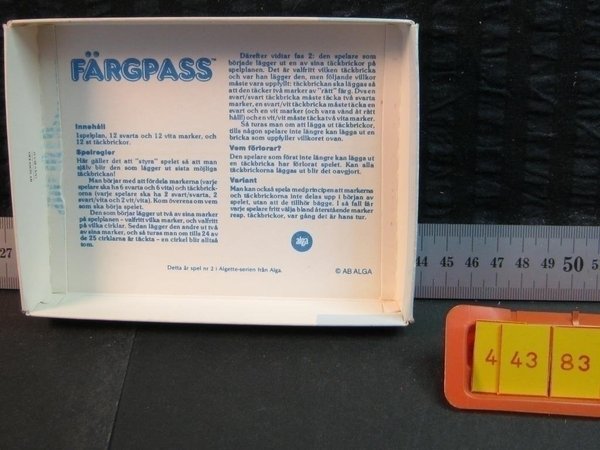 FÄRGPASS™
Innehåll
1 spelplan, 12 svarta och 12 vita marker, och
12 st täckbrickor.
Spelregler
Här gäller det att "styra" spelet så att man
själv blir den som lägger ut sista möjliga
täckbrickan!
Man börjar med att fördela markerna (varje
spelare ska ha 6 svarta och 6 vita) och täckbrick-
orna (varje spelare ska ha 2 svart/svarta, 2
svart/vita och 2 vit/vita). Kom överens om vem
som ska börja spelet.
Den som börjar lägger ut två av sina marker
på spelplanen - valfritt vilka marker, och valfritt
på vilka cirklar. Sedan lägger den andre ut två
av sina marker, och så turas man om tills 24 av
de 25 cirklarna är täckta - en cirkel blir alltså
tom.
Därefter vidtar fas 2: den spelare som
började lägger ut en av sina täckbrickor på
spelplanen. Det är valfritt vilken täckbricka
och var han lägger den, men följande villkor
måste vara uppfyllt: täckbrickan ska läggas så
att den täcker två marker av "rätt" färg. Dvs en
svart/svart täckbricka måste täcka två svarta
marker, en svart/vit täckbricka måste täcka en
svart och en vit marker (och vara vänd åt rätt
håll!) och en vit/vit måste täcka två vita marker.
Så turas man om att lägga ut täckbrickor,
tills någon spelare inte längre kan lägga ut en
bricka som uppfyller villkoret ovan.
Vem förlorar?
Den spelare som först inte längre kan lägga ut
en täckbricka har förlorat spelet. Kan alla
täckbrickorna läggas ut blir det oavgjort.
Variant
Man kan också spela med principen att markerna
och täckbrickorna inte delas upp i början av
spelet, utan att de tillhör bägge. I så fall får
varje spelare fritt välja bland återstående marker
resp. täckbrickor, var gång det är hans tur.
alga
Detta är spel nr 2 i Algette-serien från Alga.
© AB ALGA
27
44 45 46 47 48 49 50
4 43 83